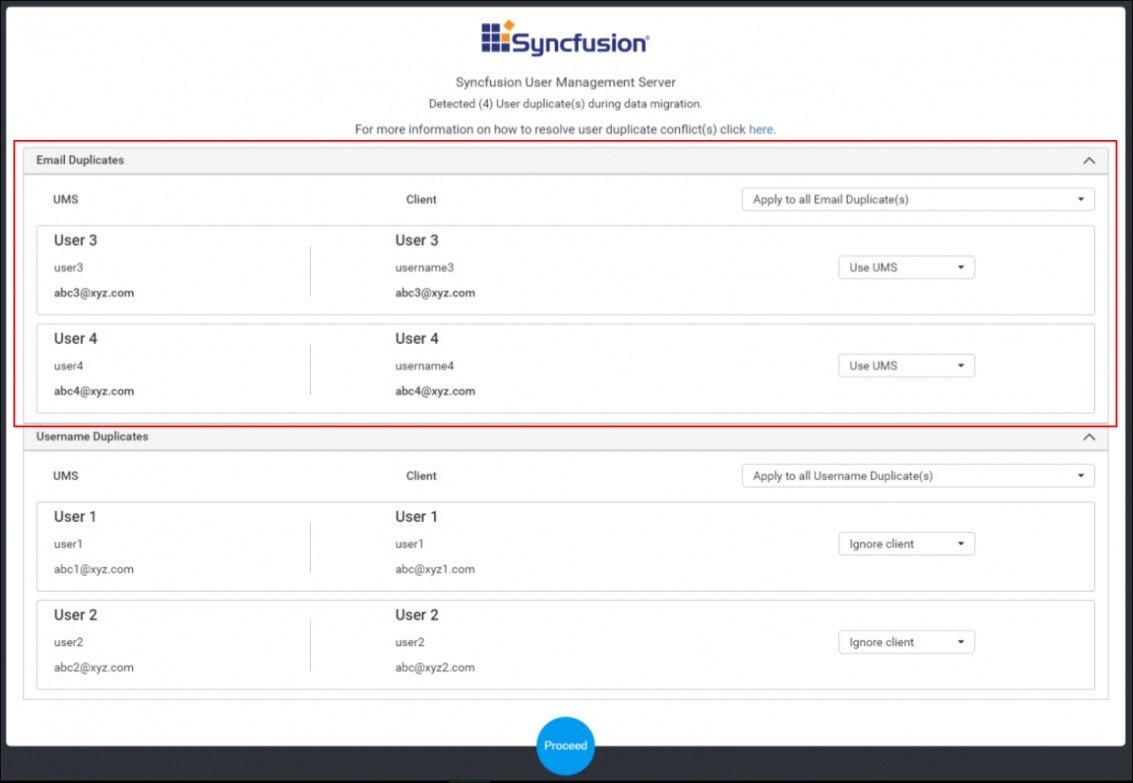 Syncfusion
Syncfusion User Management Server
Detected (4) User duplicate(s) during data migration.
For more information on how to resolve user duplicate conflict(s) click here.
Email Duplicates
UMS Client Apply to all Email Duplicate(s)
User 3 User 3
user3 username3 Use UMS
abc3@xyz.com abc3@xyz.com
User 4 User 4
user4 username4 Use UMS
abc4@xyz.com abc4@xyz.com
Username Duplicates
UMS Client Apply to all Username Duplicate(s)
User 1 User 1
user1 user1 Ignore client
abc1@xyz.com abc@xyz1.com
User 2 User 2
user2 user2 Ignore client
abc2@xyz.com abc@xyz2.com
Proceed